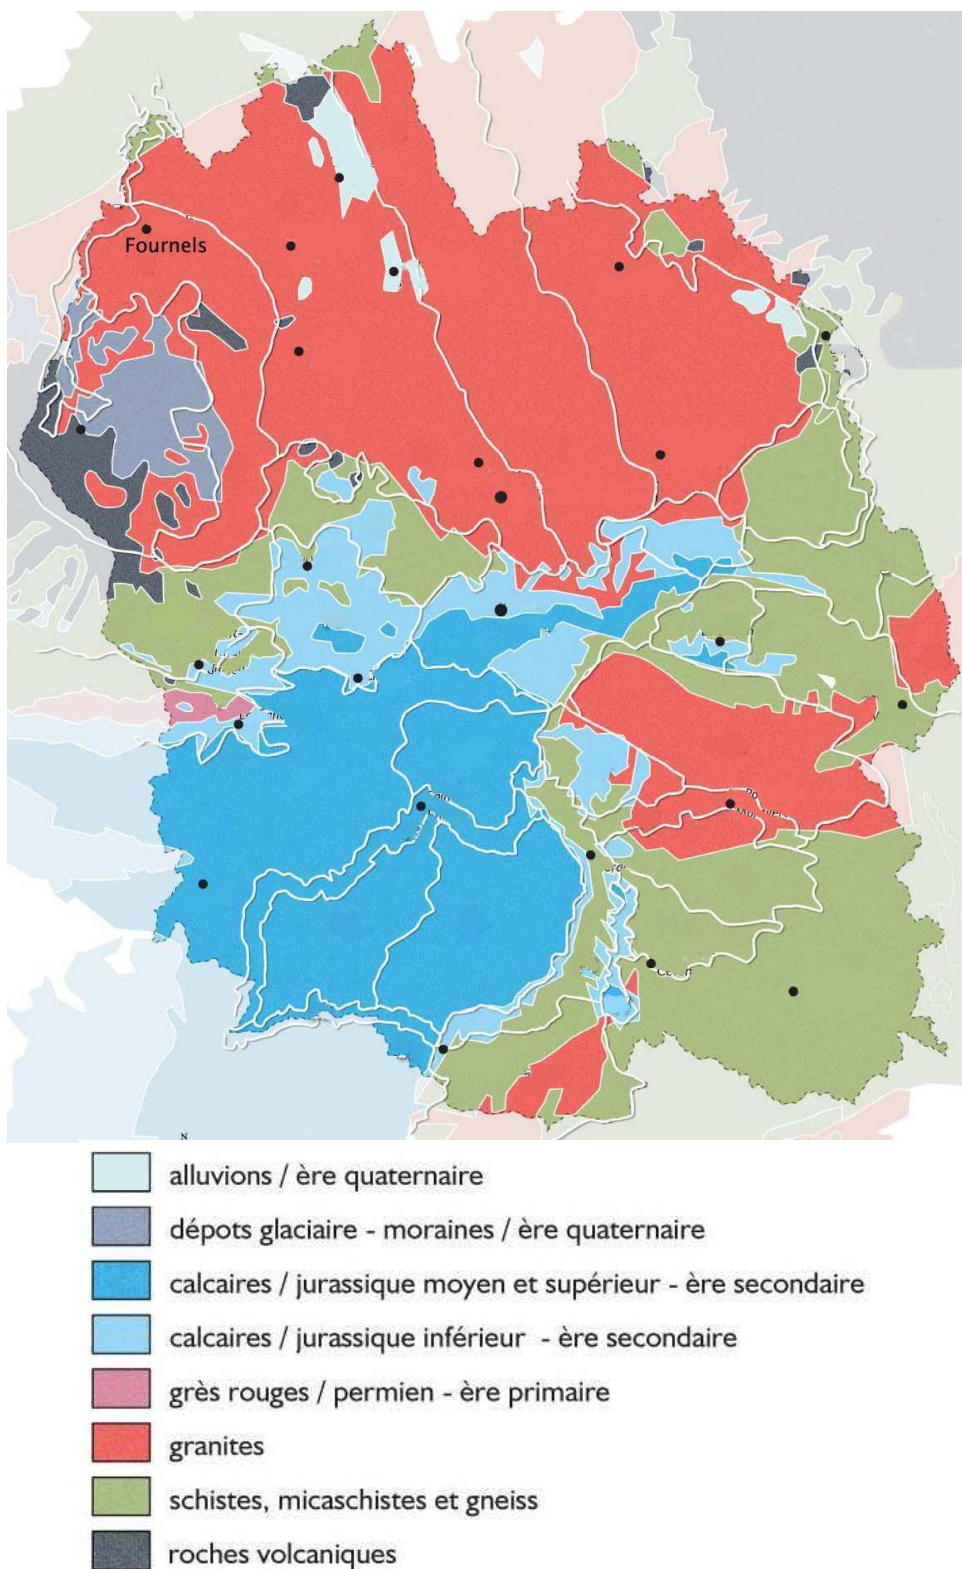 Fournels
N
alluvions / ère quaternaire
dépots glaciaire - moraines / ère quaternaire
calcaires / jurassique moyen et supérieur - ère secondaire
calcaires / jurassique inférieur - ère secondaire
grès rouges / permien - ère primaire
granites
schistes, micaschistes et gneiss
roches volcaniques